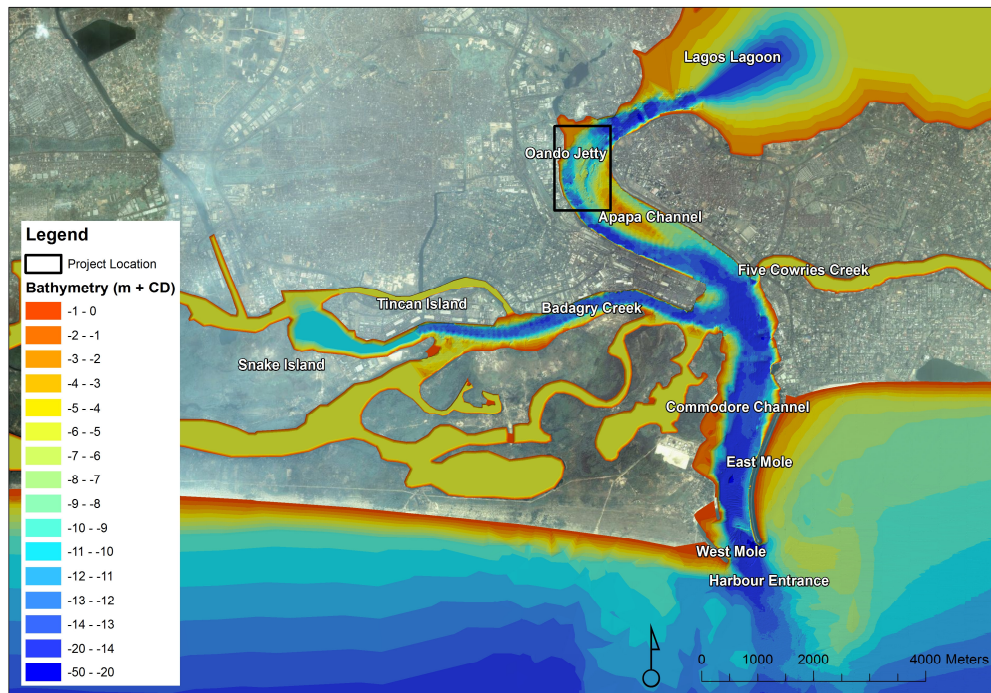 Lagos Lagoon
Oando Jetty
Apapa Channel
Five Cowries Creek
Tincan Island
Badagry Creek
Snake Island
Commodore Channel
East Mole
West Mole
Harbour Entrance
Legend
Project Location
Bathymetry (m + CD)
-1 - 0
-2 - -1
-3 - -2
-4 - -3
-5 - -4
-6 - -5
-7 - -6
-8 - -7
-9 - -8
-10 - -9
-11 - -10
-12 - -11
-13 - -12
-14 - -13
-20 - -14
-50 - -20
0 1000 2000 4000 Meters